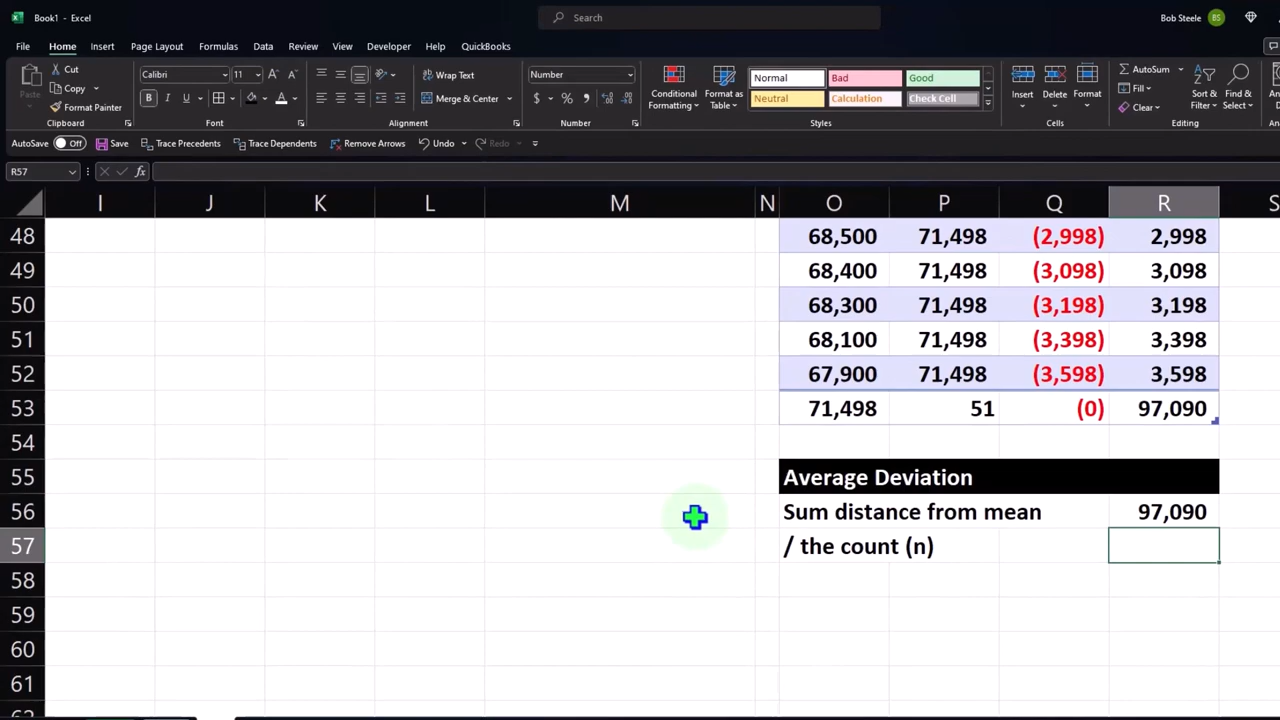 Book1 - Excel
Search
Bob Steele
BS
File Home Insert Page Layout Formulas Data Review View Developer Help QuickBooks
Paste
Cut
Copy
Format Painter
Clipboard
Calibri 11
B I U
Font
Wrap Text
Merge & Center
Alignment
Number
$ % ,
Number
Conditional Formatting
Format as Table
Normal Bad Good
Neutral Calculation Check Cell
Styles
Insert Delete Format
Cells
AutoSum
Fill
Clear
Sort & Filter
Find & Select
Editing
AutoSave Off Save Trace Precedents Trace Dependents Remove Arrows Undo Redo
R57 fx
I J K L M N O P Q R S
48 68,500 71,498 (2,998) 2,998
49 68,400 71,498 (3,098) 3,098
50 68,300 71,498 (3,198) 3,198
51 68,100 71,498 (3,398) 3,398
52 67,900 71,498 (3,598) 3,598
53 71,498 51 (0) 97,090
54
55 Average Deviation
56 Sum distance from mean 97,090
57 / the count (n)
58
59
60
61